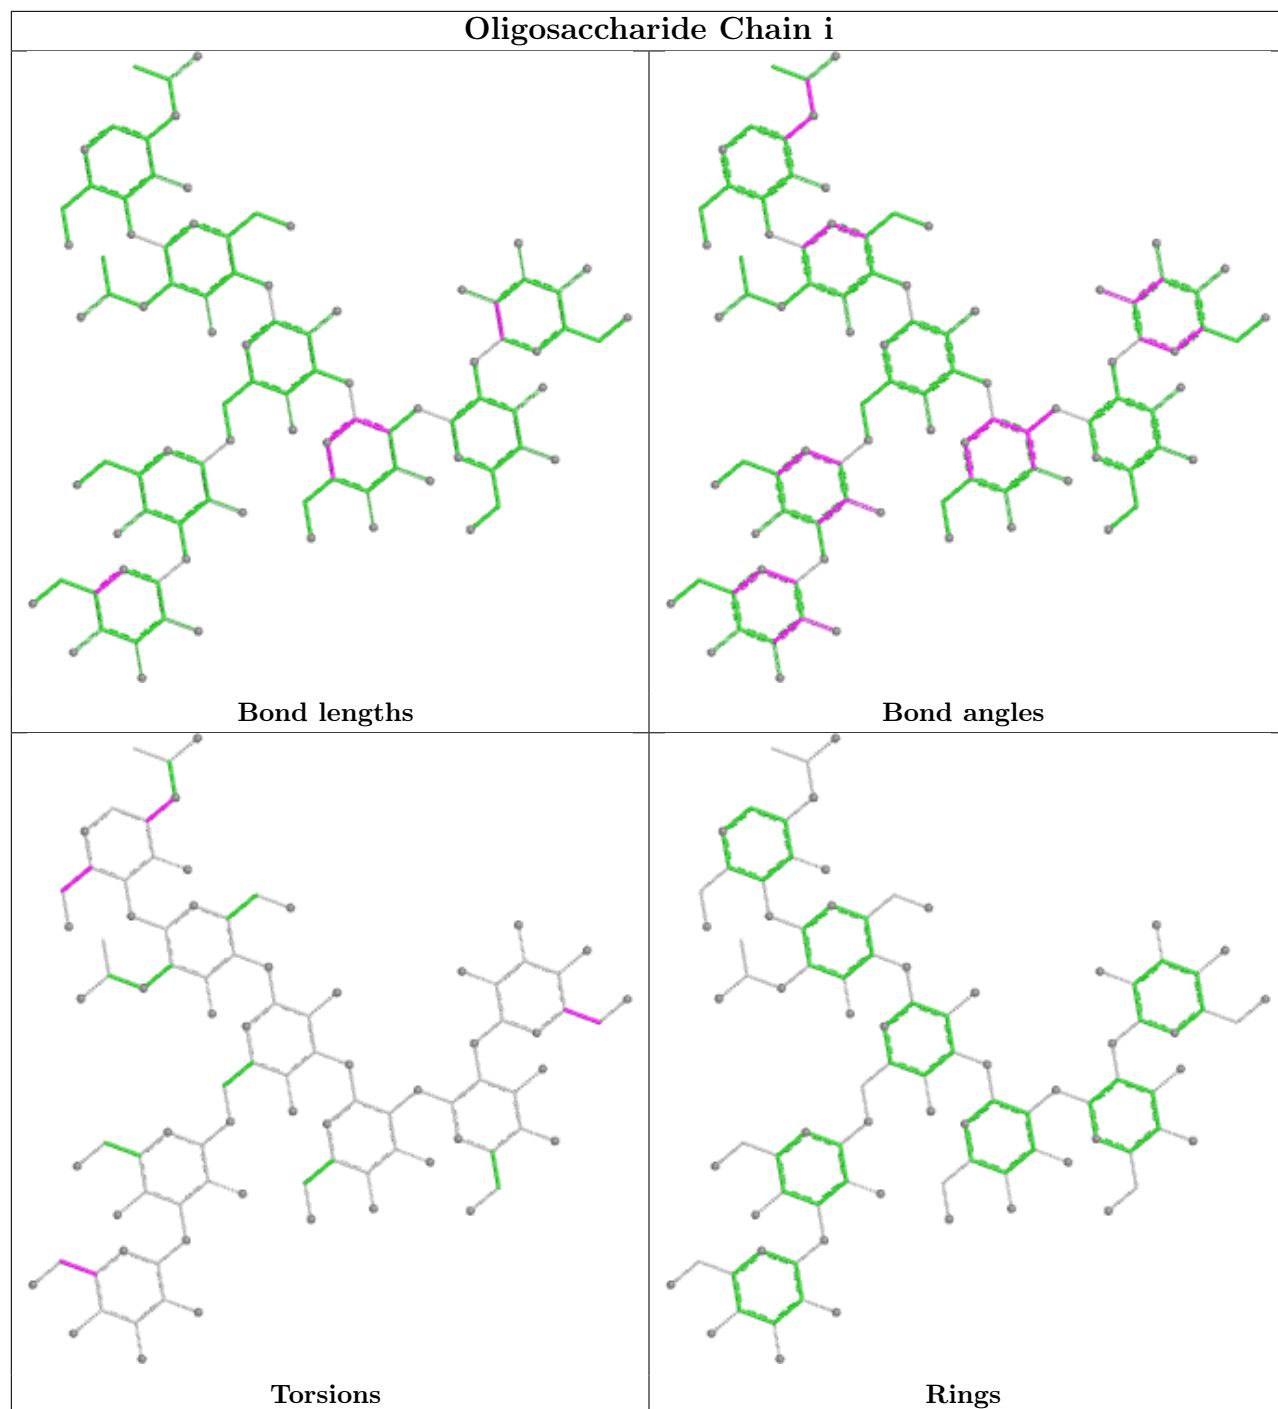 Oligosaccharide Chain i
Bond lengths
Bond angles
Torsions
Rings